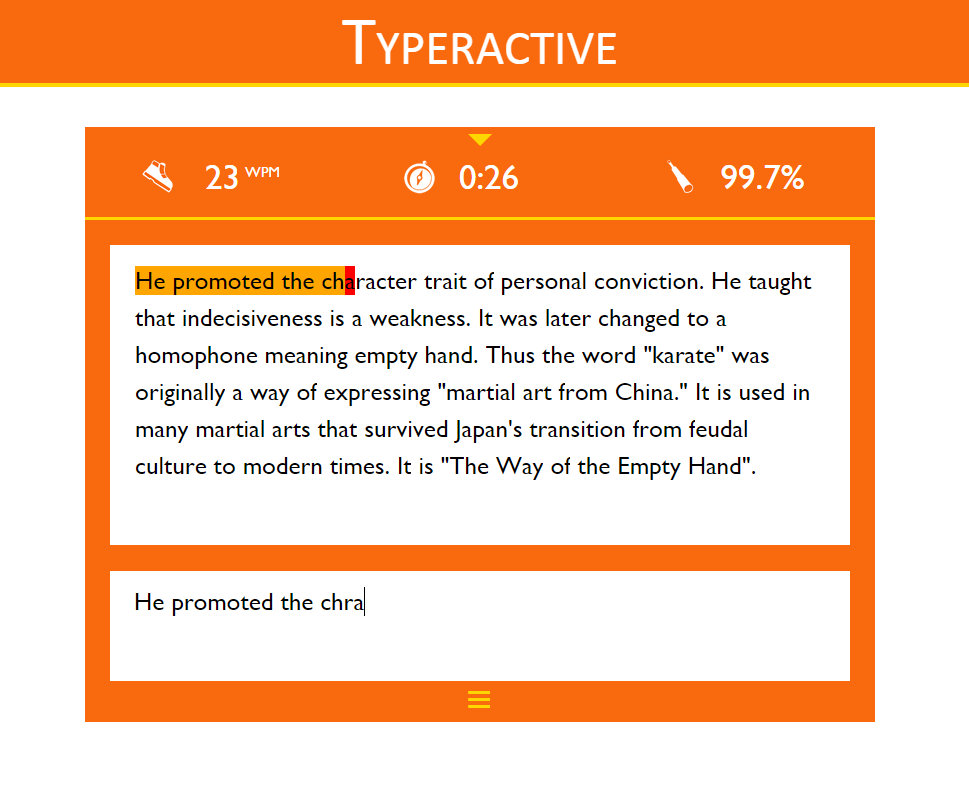 Typeractive
23 WPM 0:26 99.7%
He promoted the character trait of personal conviction. He taught
that indecisiveness is a weakness. It was later changed to a
homophone meaning empty hand. Thus the word "karate" was
originally a way of expressing "martial art from China." It is used in
many martial arts that survived Japan's transition from feudal
culture to modern times. It is "The Way of the Empty Hand".
He promoted the chra